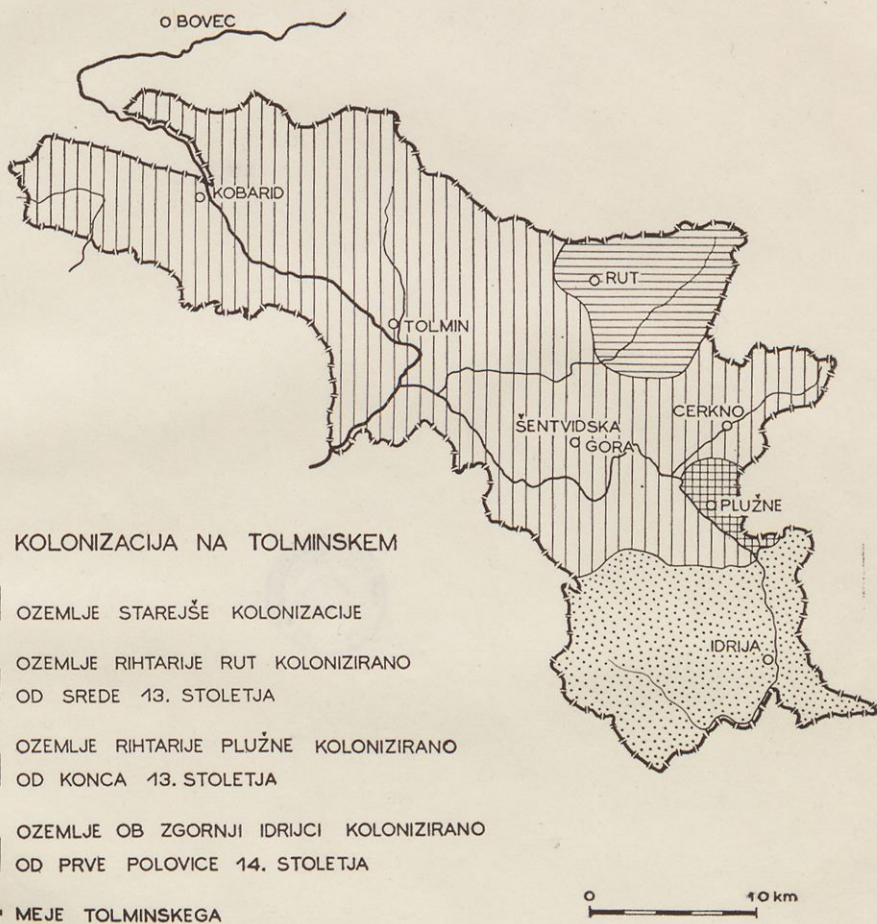 BOVEC
KOBARID
RUT
TOLMIN
CERKNO
ŠENTVIDSKA
GORA
PLUŽNE
KOLONIZACIJA NA TOLMINSKEM
OZEMLJE STAREJŠE KOLONIZACIJE
IDRIJA
OZEMLJE RIHTARIJE RUT KOLONIZIRANO
OD SREDE 13. STOLETJA
OZEMLJE RIHTARIJE PLUŽNE KOLONIZIRANO
OD KONCA 13. STOLETJA
OZEMLJE OB ZGORNJI IDRIJCI KOLONIZIRANO
OD PRVE POLOVICE 14. STOLETJA
0 10 km
MEJE TOLMINSKEGA